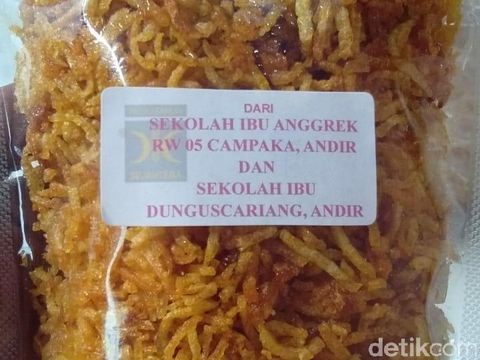 DARI
SEKOLAH IBU ANGGREK
RW 05 CAMPAKA, ANDIR
DAN
SEKOLAH IBU
DUNGUSCARIANG, ANDIR
detikcom